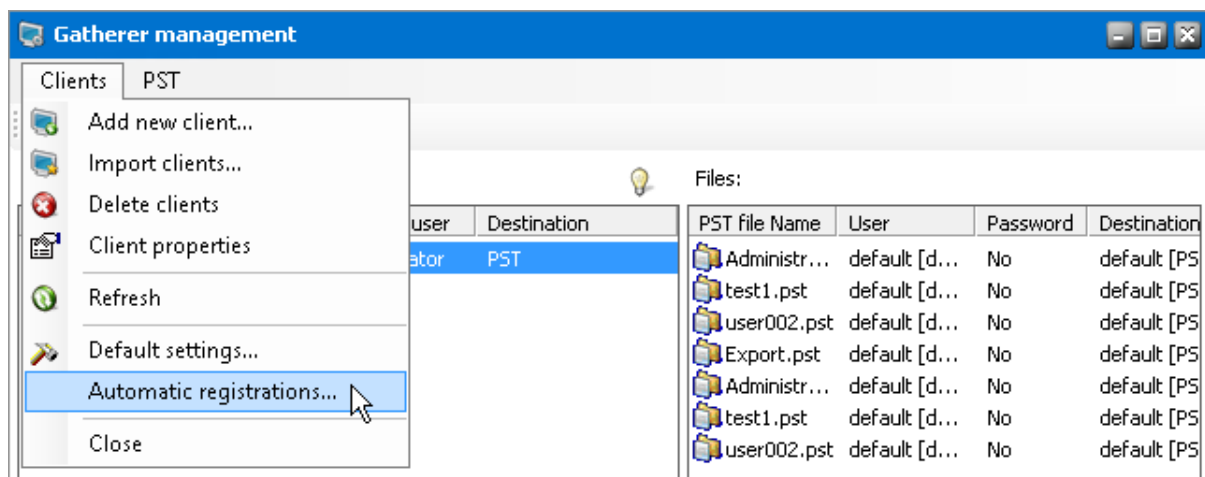 Gatherer management
Clients PST
Add new client...
Import clients...
Delete clients
Client properties
Refresh
Default settings...
Automatic registrations...
Close
user Destination
ator PST
Files:
PST file Name User Password Destination
Administr... default [d... No default [PS
test1.pst default [d... No default [PS
user002.pst default [d... No default [PS
Export.pst default [d... No default [PS
Administr... default [d... No default [PS
test1.pst default [d... No default [PS
user002.pst default [d... No default [PS